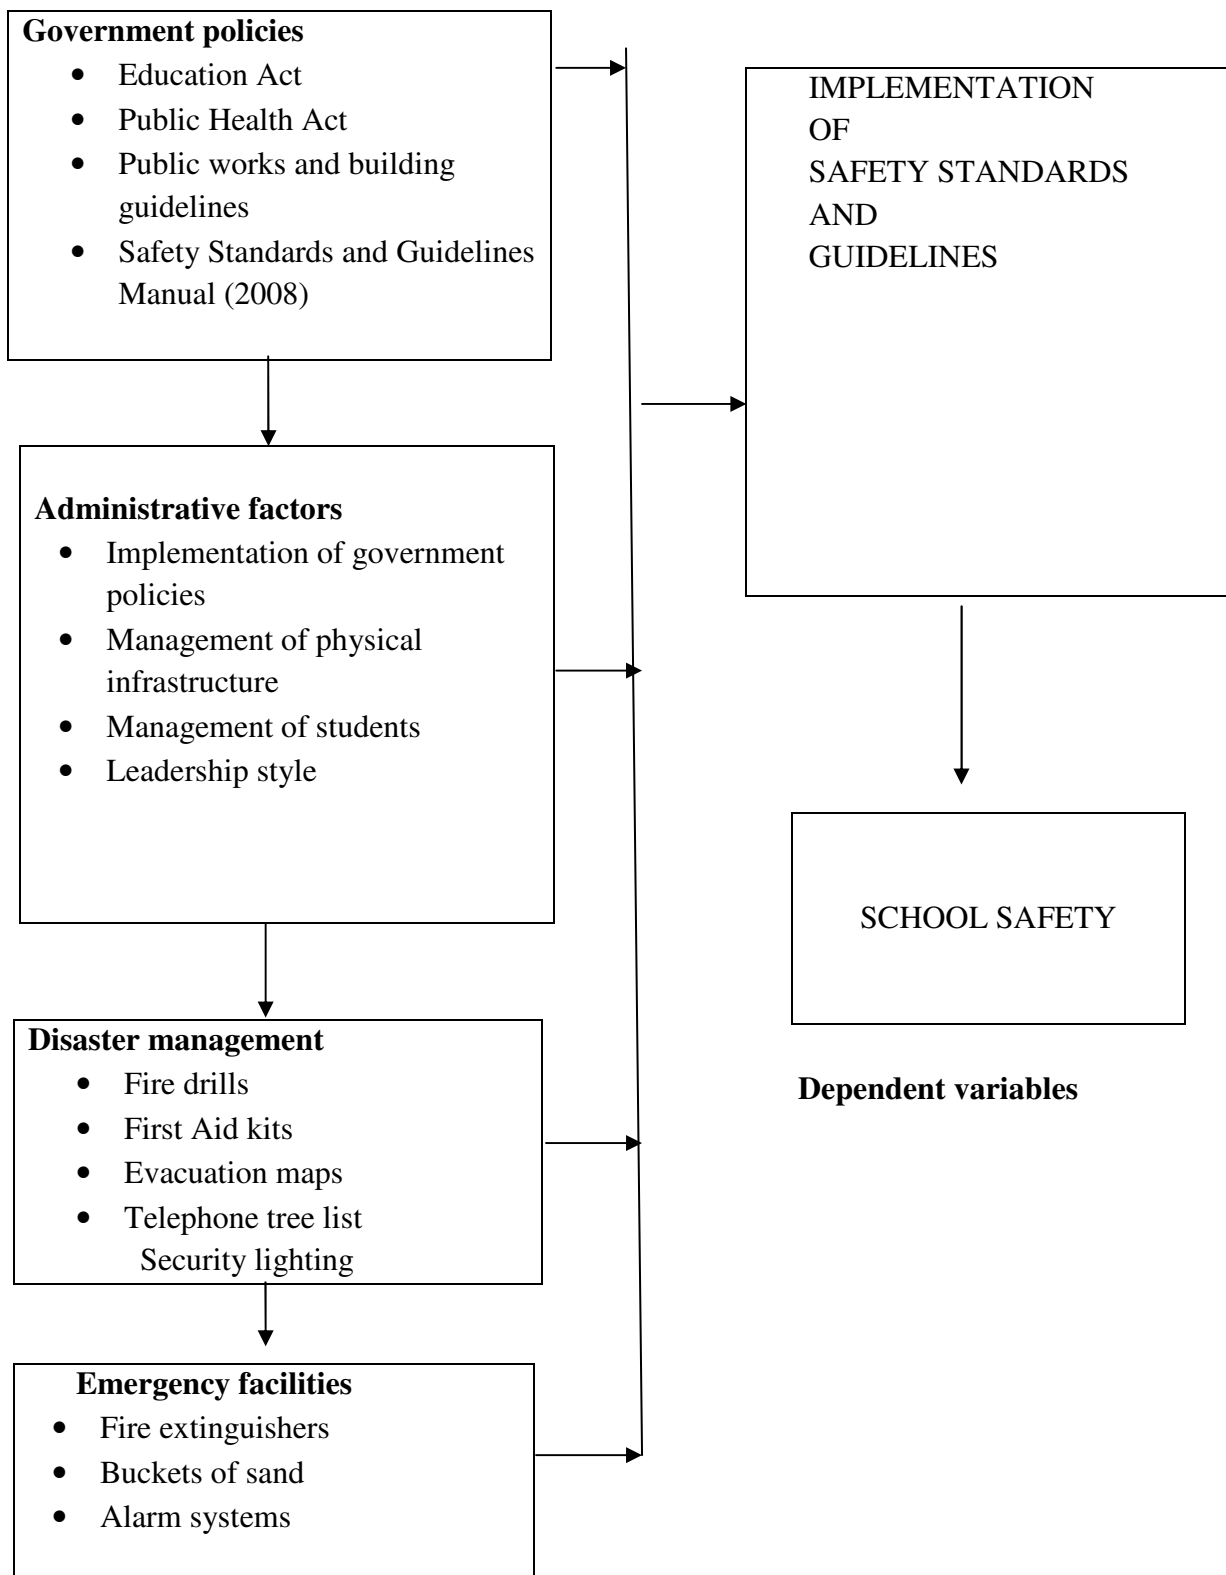 Government policies
• Education Act
• Public Health Act
• Public works and building
guidelines
• Safety Standards and Guidelines
Manual (2008)
Administrative factors
• Implementation of government
policies
• Management of physical
infrastructure
• Management of students
• Leadership style
Disaster management
• Fire drills
• First Aid kits
• Evacuation maps
• Telephone tree list
Security lighting
Emergency facilities
• Fire extinguishers
• Buckets of sand
• Alarm systems
IMPLEMENTATION
OF
SAFETY STANDARDS
AND
GUIDELINES
SCHOOL SAFETY
Dependent variables